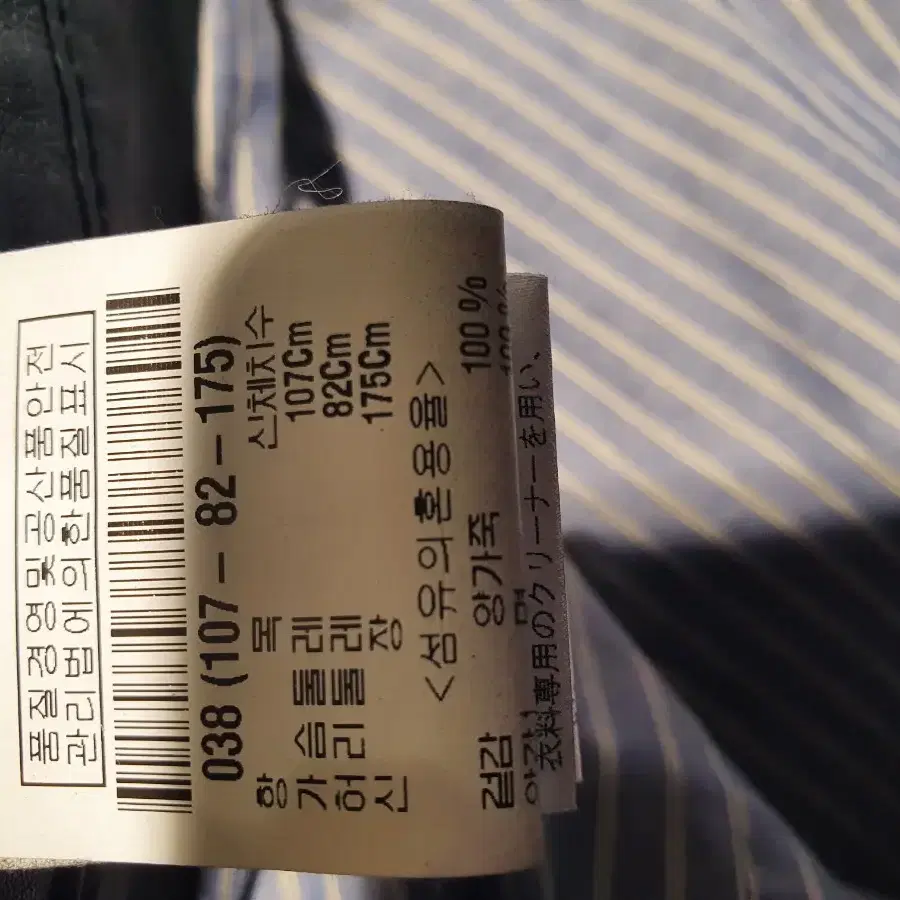 품질경영및공산품안전
관리법에의한품질표시
038 (107 – 82 – 175)
항 목 신체치수
가슴둘레 107Cm
허리둘레 82Cm
신 장 175Cm
<섬유의혼용율>
겉감 양가죽 100 %
면
衣料専用のクリーナーを用い、